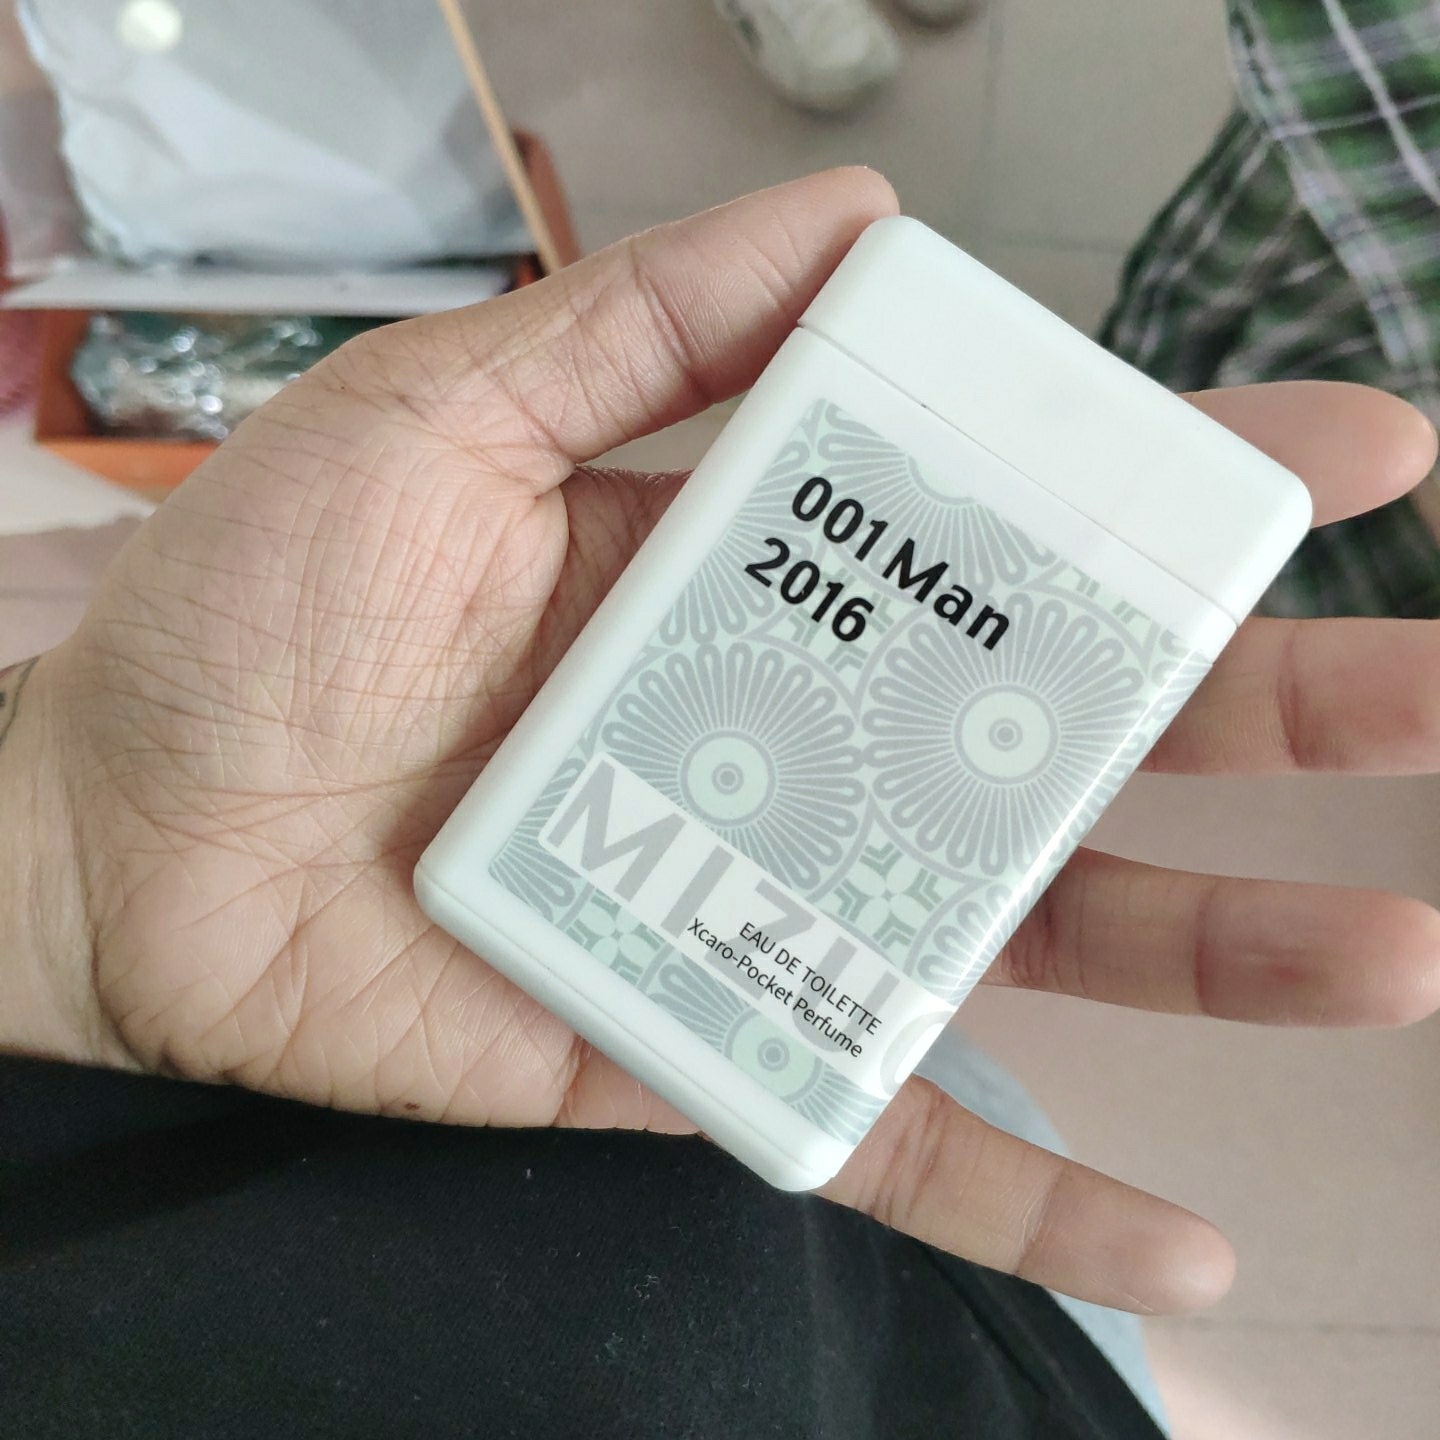 001 Man
2016
MIZU
EAU DE TOILETTE
Xcaro-Pocket Perfume